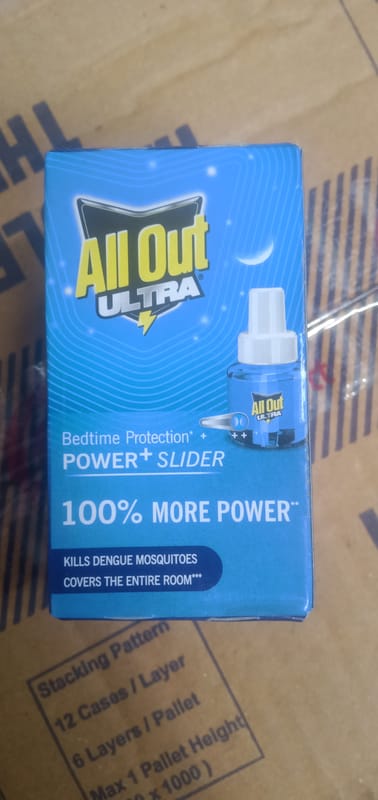 All Out
ULTRA
All Out
ULTRA
Bedtime Protection* + ++
POWER+ SLIDER
100% MORE POWER**
KILLS DENGUE MOSQUITOES
COVERS THE ENTIRE ROOM***
Stacking Pattern
12 Cases / Layer
6 Layers / Pallet
Max 1 Pallet Height
x 1000 )